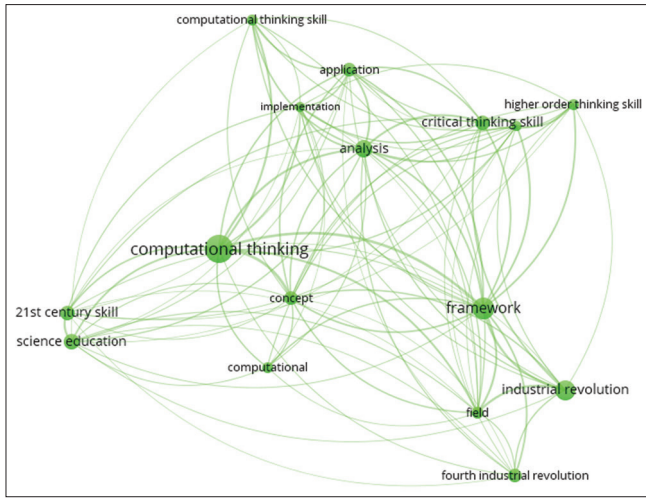 computational thinking skill
application
higher order thinking skill
implementation
critical thinking skill
analysis
computational thinking
concept
framework
21st century skill
science education
computational
industrial revolution
field
fourth industrial revolution